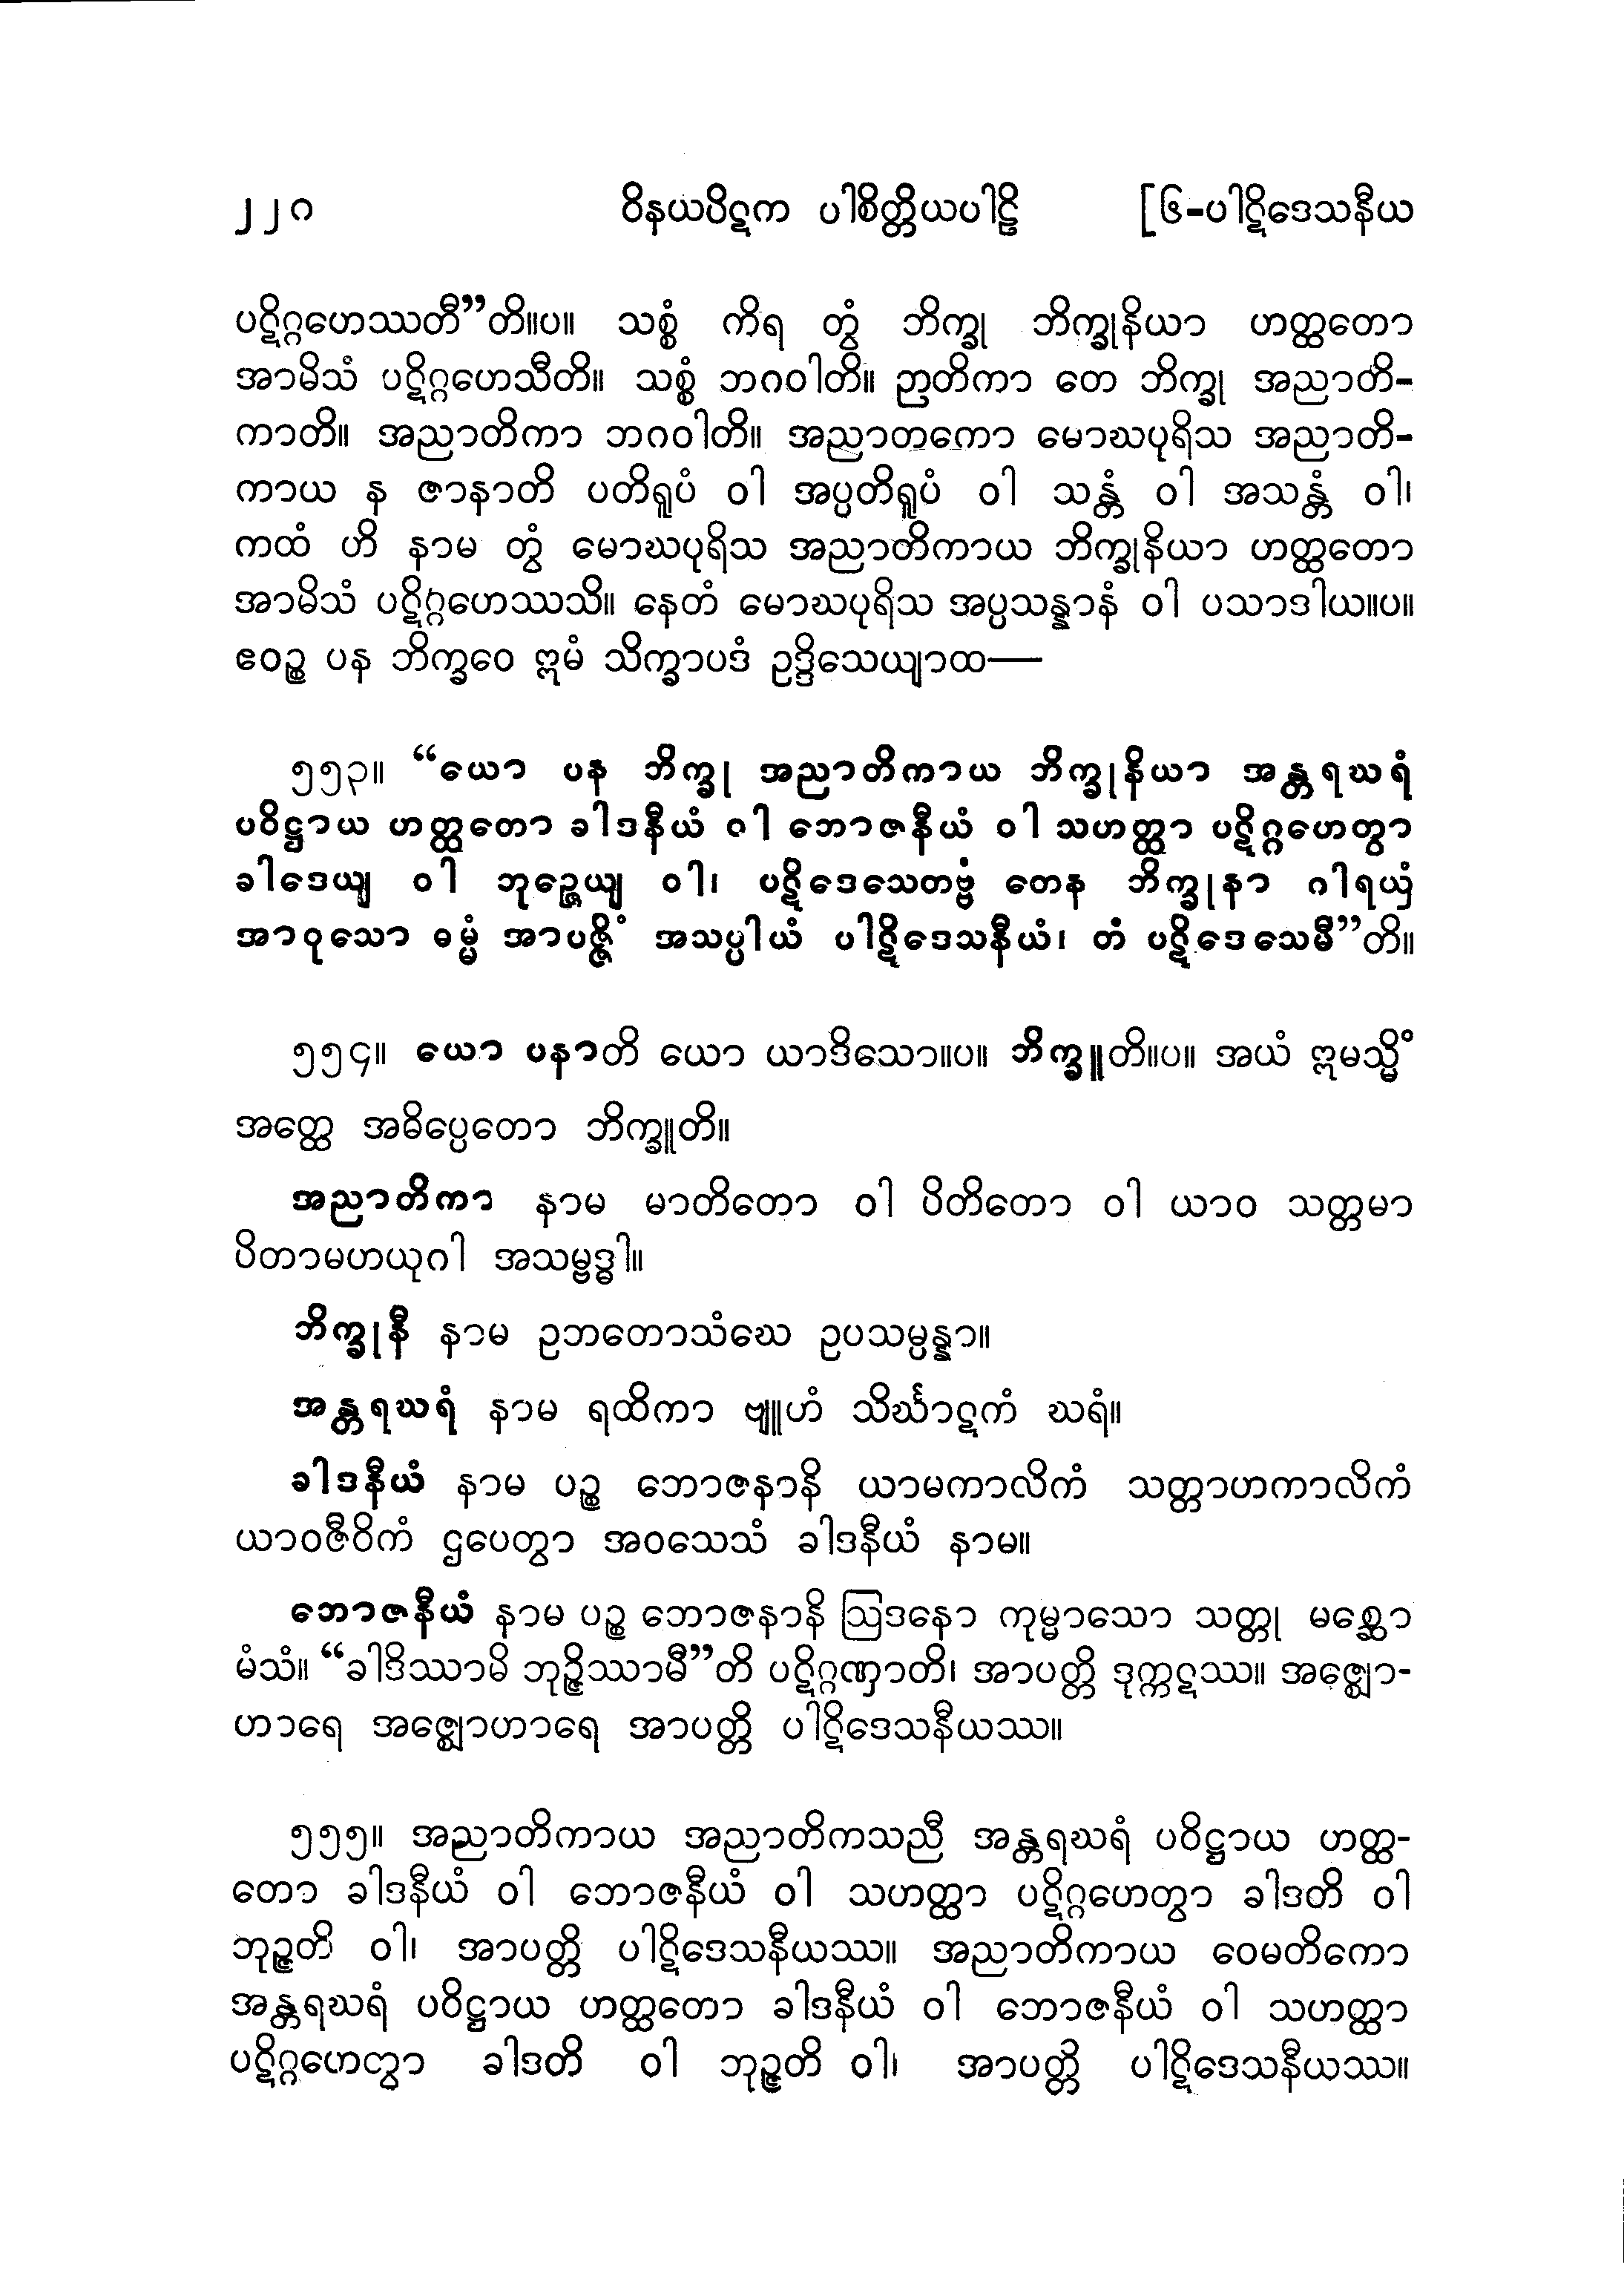 ၂၂၈ ဝိနယပိဋက ပါစိတ္တိယပါဠိ [၆-ပါဋိဒေသနီယ
ပဋိဂ္ဂဟေဿတီ”တိ။ပ။ သစ္စံ ကိရ တွံ ဘိက္ခု ဘိက္ခုနိယာ ဟတ္ထတော
အာမိသံ ပဋိဂ္ဂဟေသီတိ။ သစ္စံ ဘဂဝါတိ။ ဉာတိကာ တေ ဘိက္ခု အညာတိ-
ကာတိ။ အညာတိကာ ဘဂဝါတိ။ အညာတကော မောဃပုရိသ အညာတိ-
ကာယ န ဇာနာတိ ပတိရူပံ ဝါ အပ္ပတိရူပံ ဝါ သန္တံ ဝါ အသန္တံ ဝါ၊
ကထံ ဟိ နာမ တွံ မောဃပုရိသ အညာတိကာယ ဘိက္ခုနိယာ ဟတ္ထတော
အာမိသံ ပဋိဂ္ဂဟေဿသိ။ နေတံ မောဃပုရိသ အပ္ပသန္နာနံ ဝါ ပသာဒါယ။ပ။
ဧဝဉ္စ ပန ဘိက္ခဝေ ဣမံ သိက္ခာပဒံ ဥဒ္ဒိသေယျာထ—
၅၅၃။ “ယော ပန ဘိက္ခု အညာတိကာယ ဘိက္ခုနိယာ အန္တရဃရံ
ပဝိဋ္ဌာယ ဟတ္ထတော ခါဒနီယံ ဝါ ဘောဇနီယံ ဝါ သဟတ္ထာ ပဋိဂ္ဂဟေတွာ
ခါဒေယျ ဝါ ဘုဉ္ဇေယျ ဝါ၊ ပဋိဒေသေတဗ္ဗံ တေန ဘိက္ခုနာ ဂါရယှံ
အာဝုသော ဓမ္မံ အာပဇ္ဇိံ အသပ္ပါယံ ပါဋိဒေသနီယံ၊ တံ ပဋိဒေသေမီ”တိ။
၅၅၄။ ယော ပနာတိ ယော ယာဒိသော။ပ။ ဘိက္ခူတိ။ပ။ အယံ ဣမသ္မိံ
အတ္ထေ အဓိပ္ပေတော ဘိက္ခူတိ။
အညာတိကာ နာမ မာတိတော ဝါ ပိတိတော ဝါ ယာဝ သတ္တမာ
ပိတာမဟယုဂါ အသမ္ဗဒ္ဓါ။
ဘိက္ခုနီ နာမ ဥဘတောသံဃေ ဥပသမ္ပန္နာ။
အန္တရဃရံ နာမ ရထိကာ ဗျူဟံ သိင်္ဃာဋကံ ဃရံ။
ခါဒနီယံ နာမ ပဉ္စ ဘောဇနာနိ ယာမကာလိကံ သတ္တာဟကာလိကံ
ယာဝဇီဝိကံ ဌပေတွာ အဝသေသံ ခါဒနီယံ နာမ။
ဘောဇနီယံ နာမ ပဉ္စ ဘောဇနာနိ ဩဒနော ကုမ္မာသော သတ္တု မစ္ဆော
မံသံ။ “ခါဒိဿာမိ ဘုဉ္ဇိဿာမီ”တိ ပဋိဂ္ဂဏှာတိ၊ အာပတ္တိ ဒုက္ကဋဿ။ အဇ္ဈော-
ဟာရေ အဇ္ဈောဟာရေ အာပတ္တိ ပါဋိဒေသနီယဿ။
၅၅၅။ အညာတိကာယ အညာတိကသညီ အန္တရဃရံ ပဝိဋ္ဌာယ ဟတ္ထ-
တော ခါဒနီယံ ဝါ ဘောဇနီယံ ဝါ သဟတ္ထာ ပဋိဂ္ဂဟေတွာ ခါဒတိ ဝါ
ဘုဉ္ဇတိ ဝါ၊ အာပတ္တိ ပါဋိဒေသနီယဿ။ အညာတိကာယ ဝေမတိကော
အန္တရဃရံ ပဝိဋ္ဌာယ ဟတ္ထတော ခါဒနီယံ ဝါ ဘောဇနီယံ ဝါ သဟတ္ထာ
ပဋိဂ္ဂဟေတွာ ခါဒတိ ဝါ ဘုဉ္ဇတိ ဝါ၊ အာပတ္တိ ပါဋိဒေသနီယဿ။